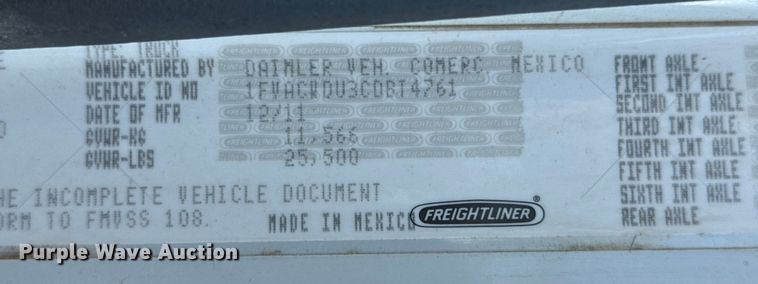 TYPE: TRUCK
MANUFACTURED BY DAIMLER VEH. COMERC MEXICO
VEHICLE ID NO 1FVACWDU3CDBT4761
DATE OF MFR 12/11
GVWR-KG 11,566
GVWR-LBS 25,500
HE INCOMPLETE VEHICLE DOCUMENT
ORM TO FMVSS 108.
MADE IN MEXICO
FREIGHTLINER
FRONT AXLE
FIRST INT AXLE
SECOND INT AXLE
THIRD INT AXLE
FOURTH INT AXLE
FIFTH INT AXLE
SIXTH INT AXLE
REAR AXLE
Purple Wave Auction